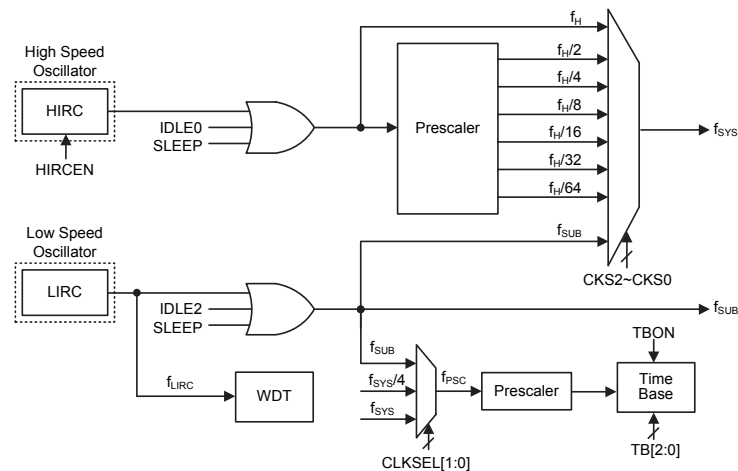 High Speed
Oscillator
HIRC
HIRCEN
IDLE0
SLEEP
Prescaler
fH
fH/2
fH/4
fH/8
fH/16
fH/32
fH/64
fSUB
fSYS
CKS2~CKS0
Low Speed
Oscillator
LIRC
IDLE2
SLEEP
fSUB
fLIRC
WDT
fSUB
fSYS/4
fSYS
CLKSEL[1:0]
fPSC
Prescaler
TBON
Time
Base
TB[2:0]